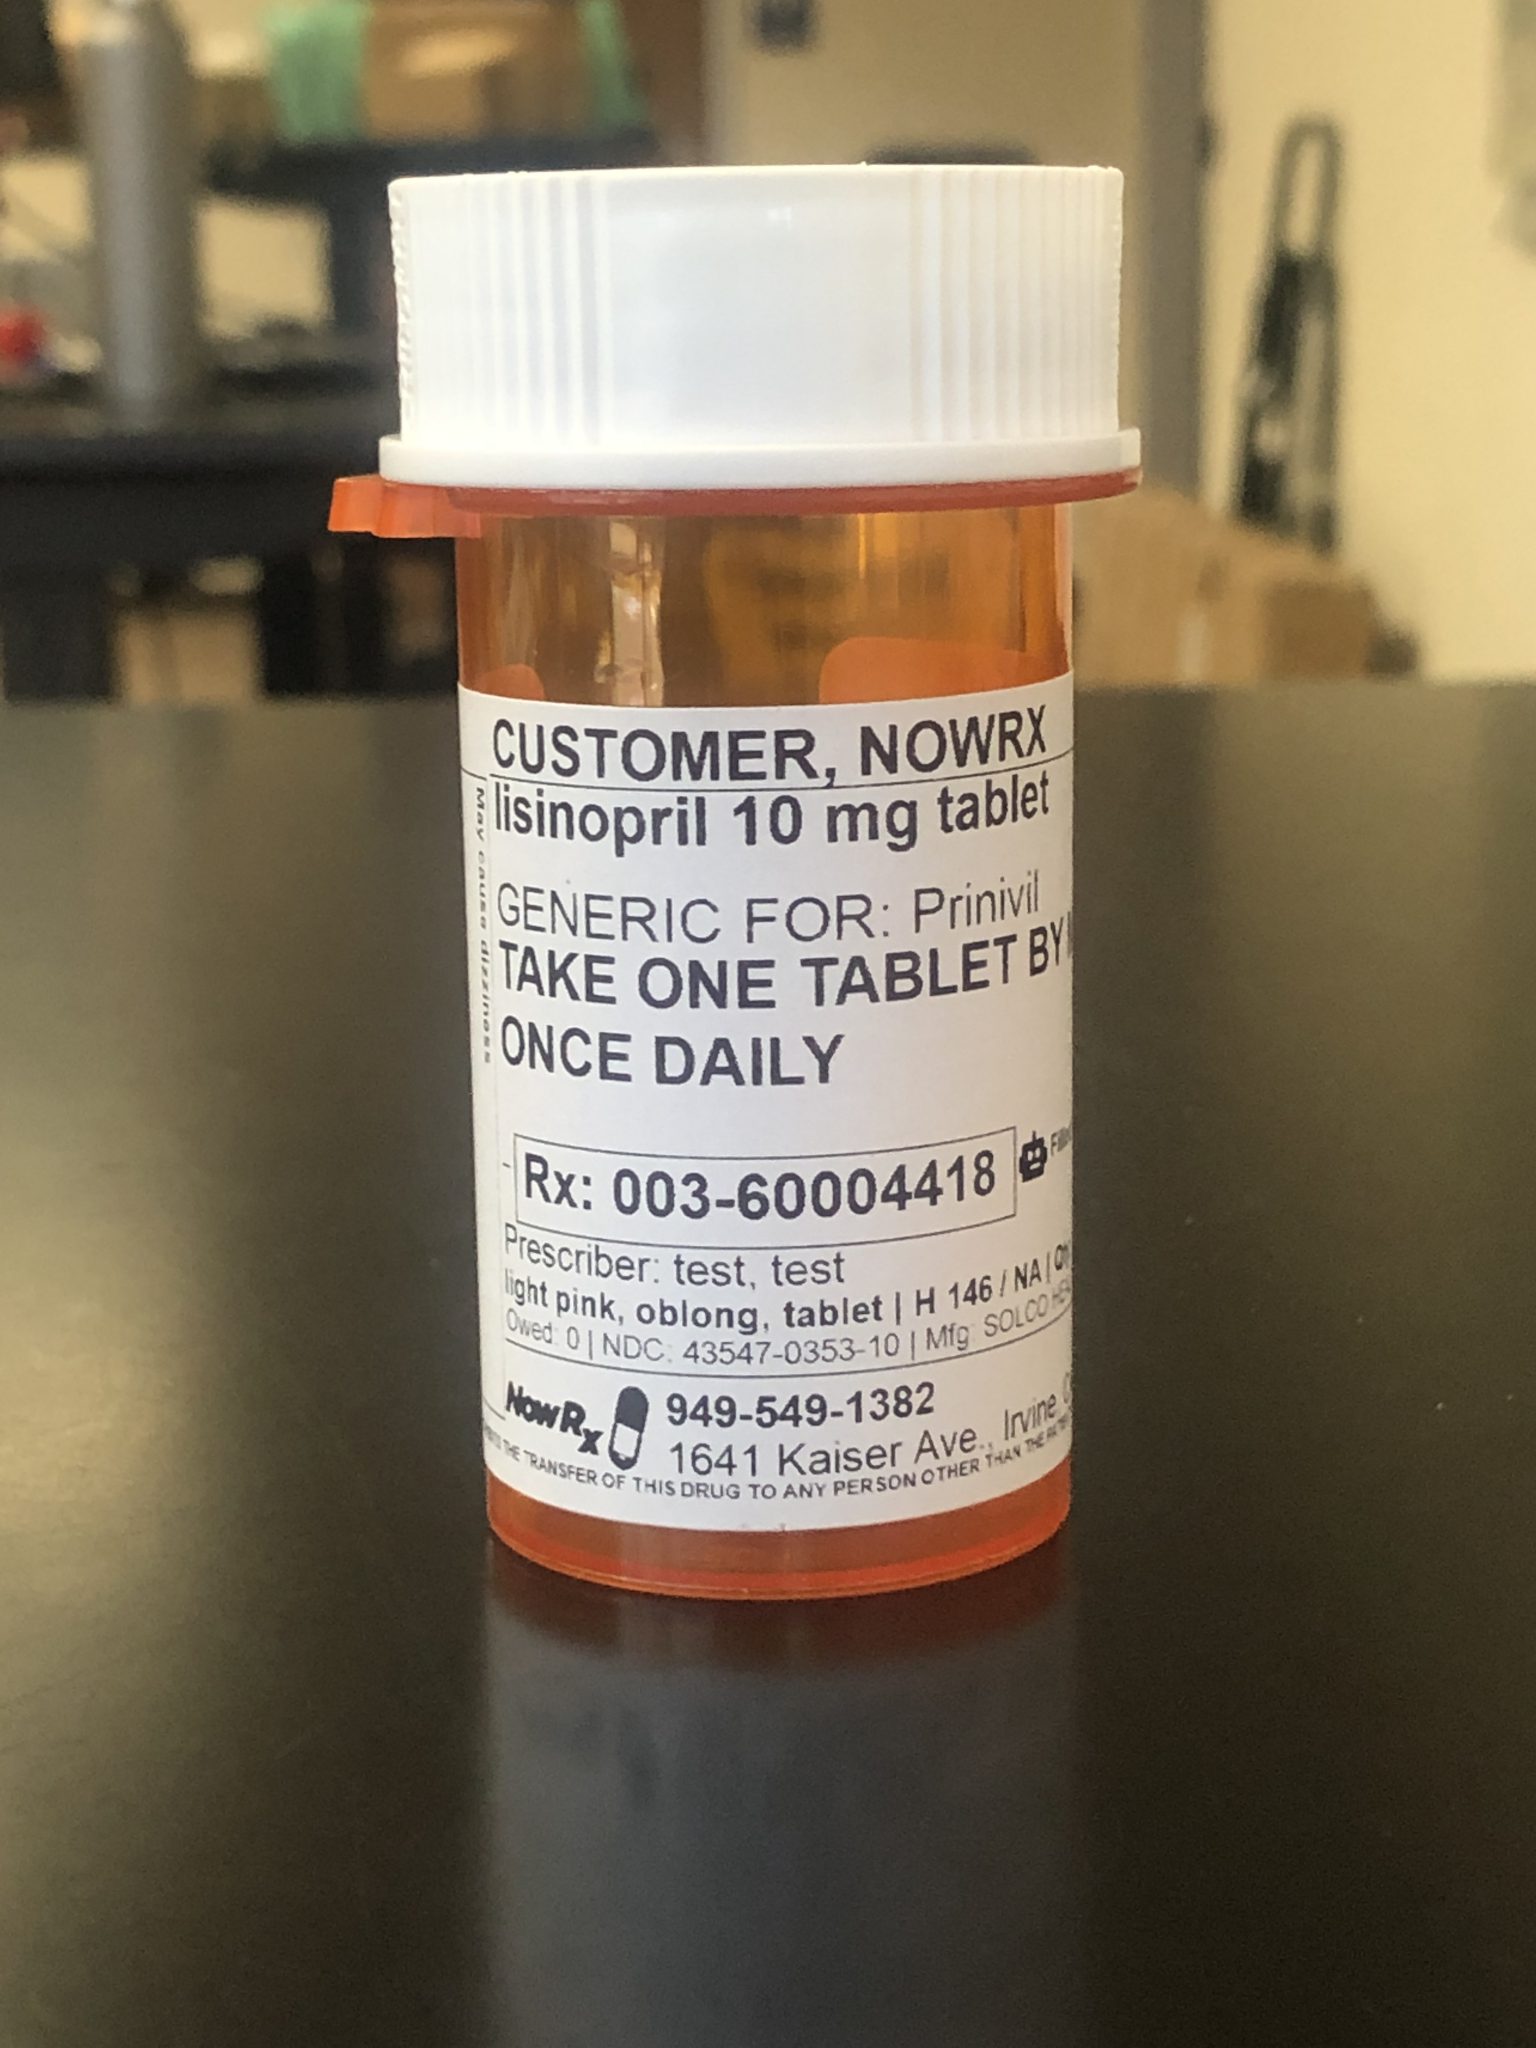 CUSTOMER, NOWRX
lisinopril 10 mg tablet
GENERIC FOR: Prinivil
TAKE ONE TABLET BY
ONCE DAILY
May cause dizziness
Rx: 003-60004418
Prescriber: test, test
light pink, oblong, tablet | H 146 / NA |
Owed: 0 | NDC: 43547-0353-10 | Mfg: SOLCO
NowRx 949-549-1382
1641 Kaiser Ave., Irvine,
THE TRANSFER OF THIS DRUG TO ANY PERSON OTHER THAN THE